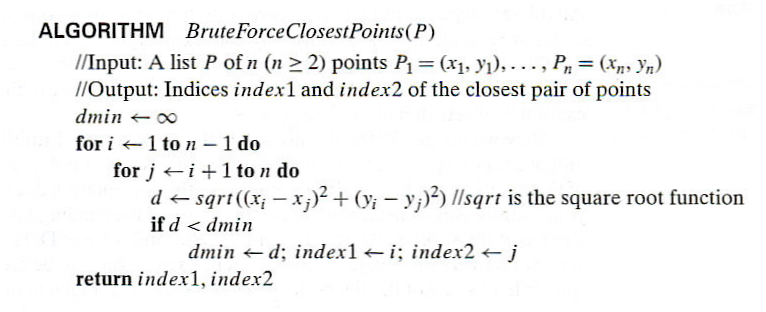 ALGORITHM BruteForceClosestPoints(P)
//Input: A list P of n (n ≥ 2) points P₁ = (x₁, y₁), . . . , Pₙ = (xₙ, yₙ)
//Output: Indices index1 and index2 of the closest pair of points
dmin ← ∞
for i ← 1 to n − 1 do
for j ← i + 1 to n do
d ← sqrt((xᵢ − xⱼ)² + (yᵢ − yⱼ)²) //sqrt is the square root function
if d < dmin
dmin ← d; index1 ← i; index2 ← j
return index1, index2